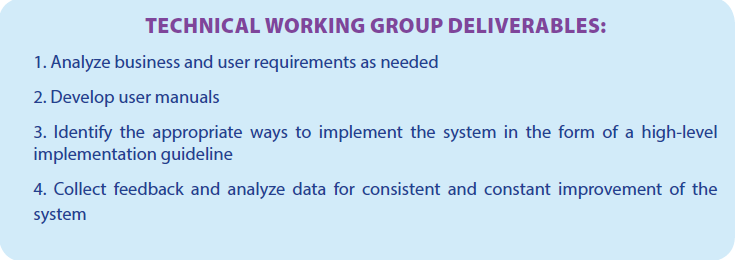 TECHNICAL WORKING GROUP DELIVERABLES:
1. Analyze business and user requirements as needed
2. Develop user manuals
3. Identify the appropriate ways to implement the system in the form of a high-level
implementation guideline
4. Collect feedback and analyze data for consistent and constant improvement of the
system